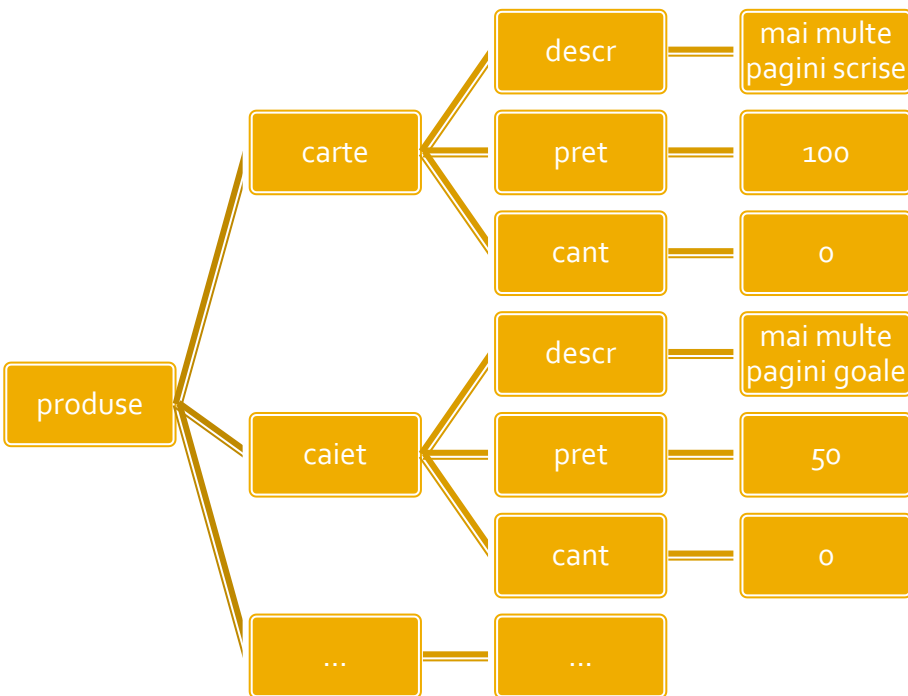 produse
carte
descr
mai multe
pagini scrise
pret
100
cant
0
caiet
descr
mai multe
pagini goale
pret
50
cant
0
...
...